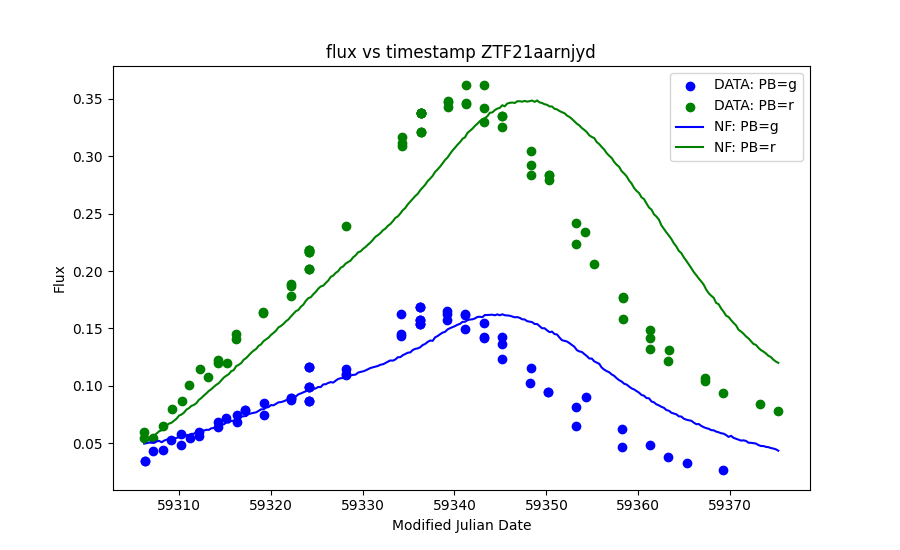 flux vs timestamp ZTF21aarnjyd
DATA: PB=g
DATA: PB=r
NF: PB=g
NF: PB=r
Flux
0.35
0.30
0.25
0.20
0.15
0.10
0.05
59310 59320 59330 59340 59350 59360 59370
Modified Julian Date